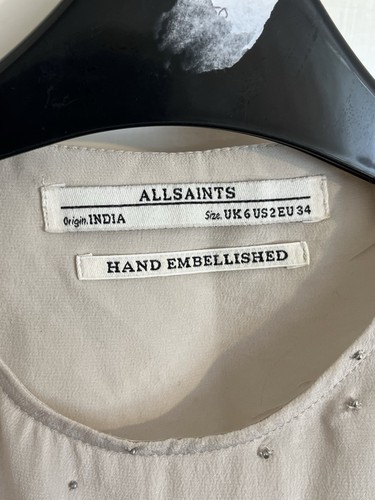 ALLSAINTS
Origin. INDIA Size. UK 6 US 2 EU 34
HAND EMBELLISHED